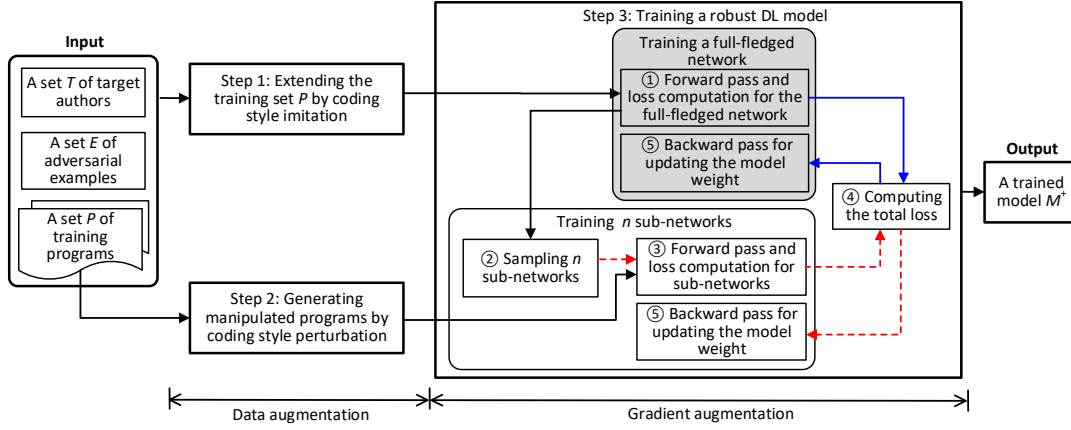 Input
A set T of target
authors
A set E of
adversarial
examples
A set P of
training
programs
Step 1: Extending the
training set P by coding
style imitation
Step 2: Generating
manipulated programs by
coding style perturbation
Step 3: Training a robust DL model
Training a full-fledged
network
① Forward pass and
loss computation for the
full-fledged network
⑤ Backward pass for
updating the model
weight
④ Computing
the total loss
Training n sub-networks
② Sampling n
sub-networks
③ Forward pass and
loss computation for
sub-networks
⑤ Backward pass for
updating the model
weight
Output
A trained
model M⁺
Data augmentation
Gradient augmentation